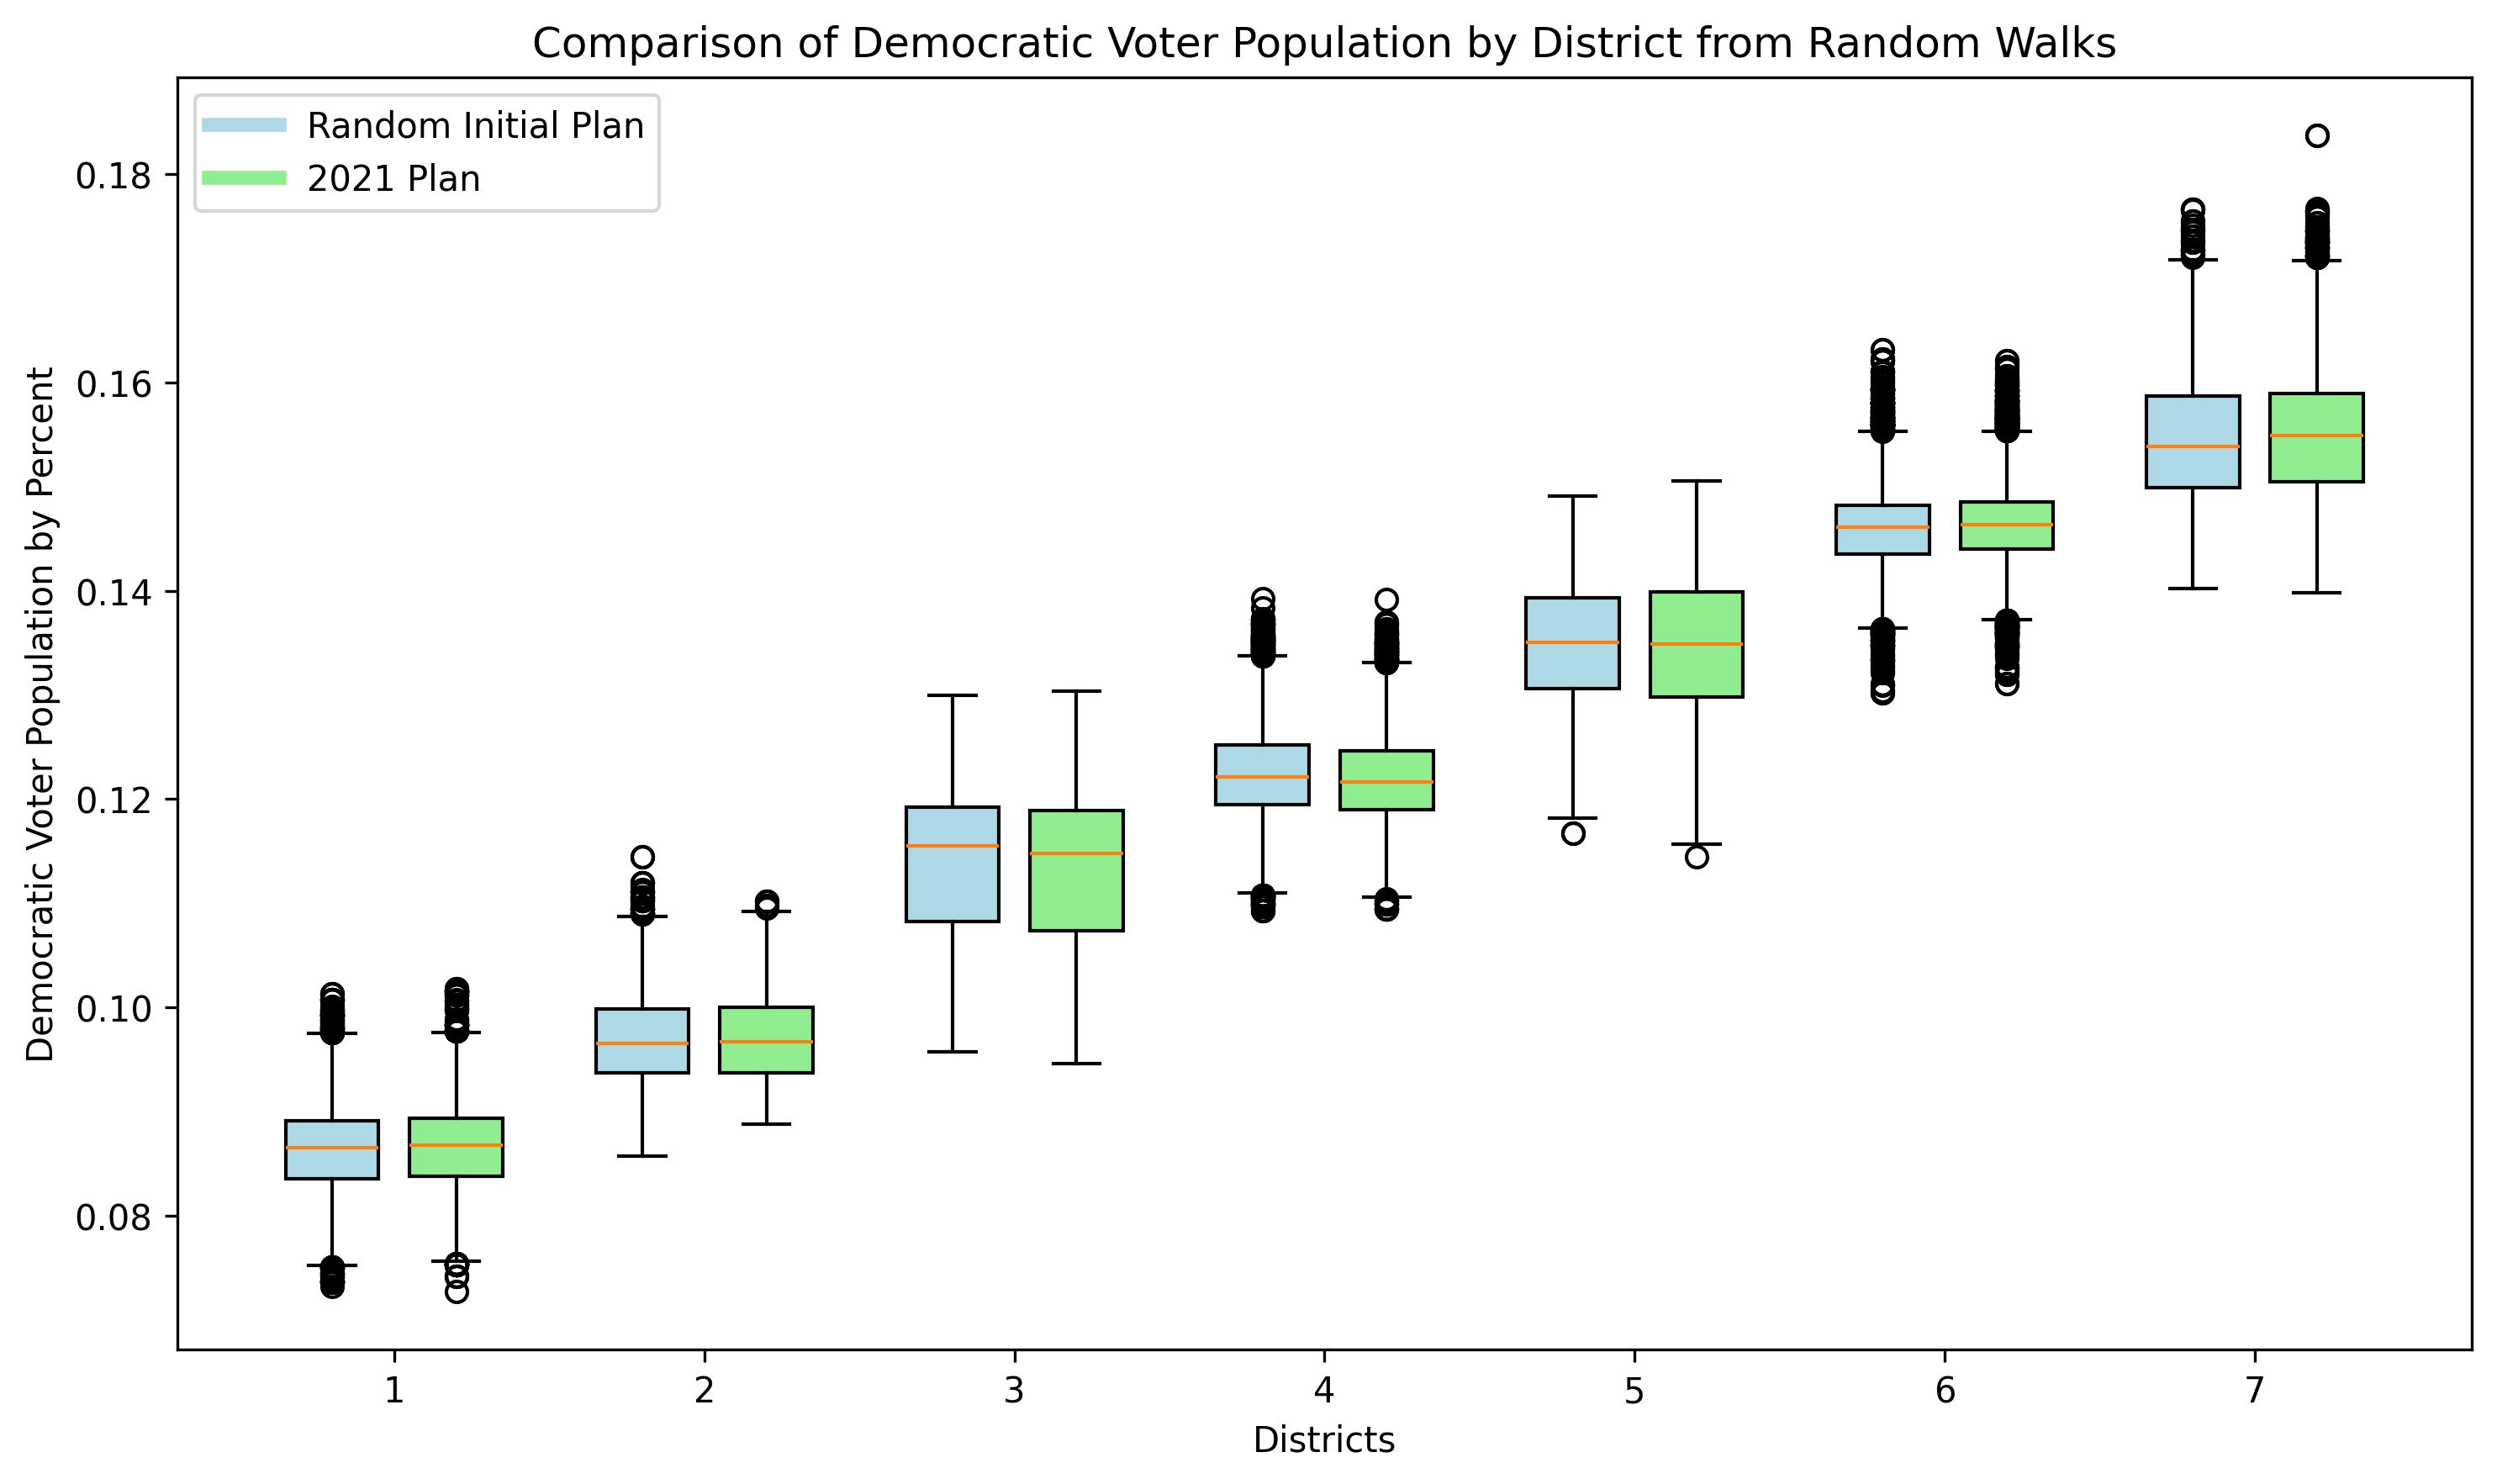 Comparison of Democratic Voter Population by District from Random Walks
Random Initial Plan
2021 Plan
Democratic Voter Population by Percent
0.18
0.16
0.14
0.12
0.10
0.08
1 2 3 4 5 6 7
Districts